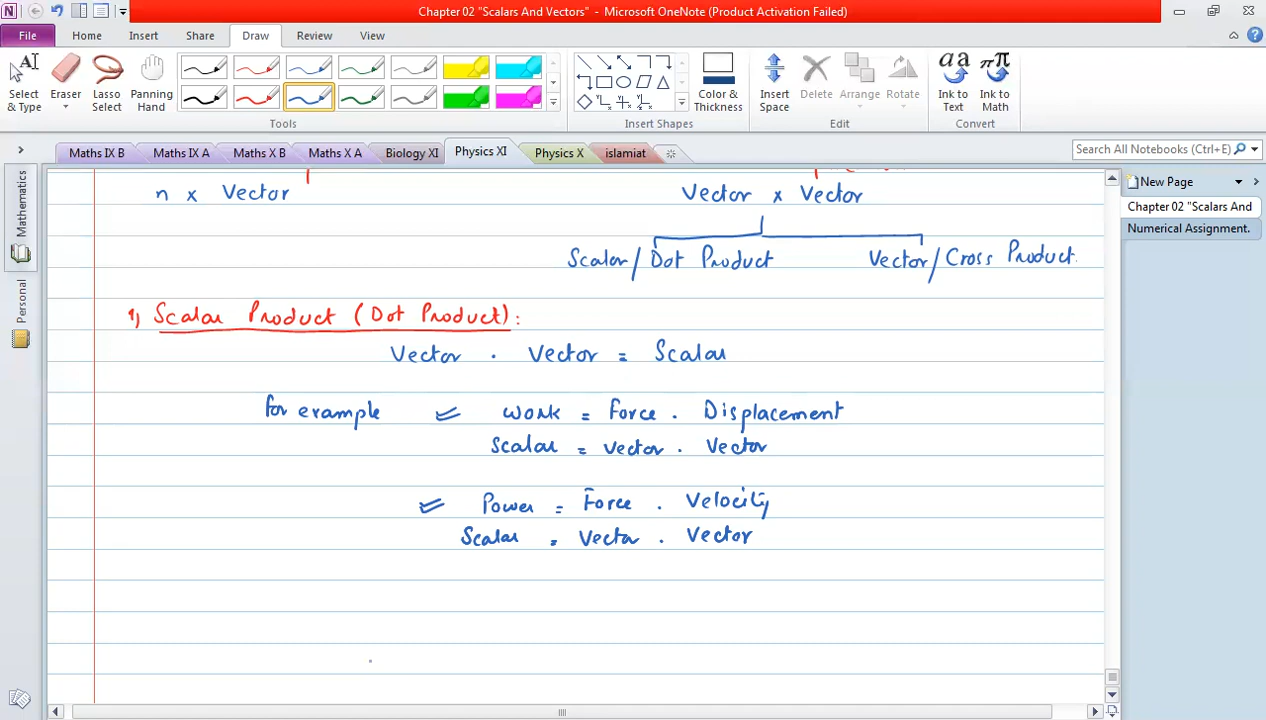 Chapter 02 "Scalars And Vectors" - Microsoft OneNote (Product Activation Failed)
File Home Insert Share Draw Review View
Select & Type
Eraser
Lasso Select
Panning Hand
Color & Thickness
Insert Space
Delete
Arrange
Rotate
Ink to Text
Ink to Math
Tools Insert Shapes Edit Convert
Maths IX B Maths IX A Maths X B Maths X A Biology XI Physics XI Physics X islamiat
Search All Notebooks (Ctrl+E)
New Page
Chapter 02 "Scalars And
Numerical Assignment.
Mathematics
Personal
n x Vector Vector x Vector
Scalar/Dot Product Vector/Cross Product.
1) Scalar Product (Dot Product):
Vector . Vector = Scalar
for example Work = Force . Displacement
Scalar = Vector . Vector
Power = Force . Velocity
Scalar = Vector . Vector